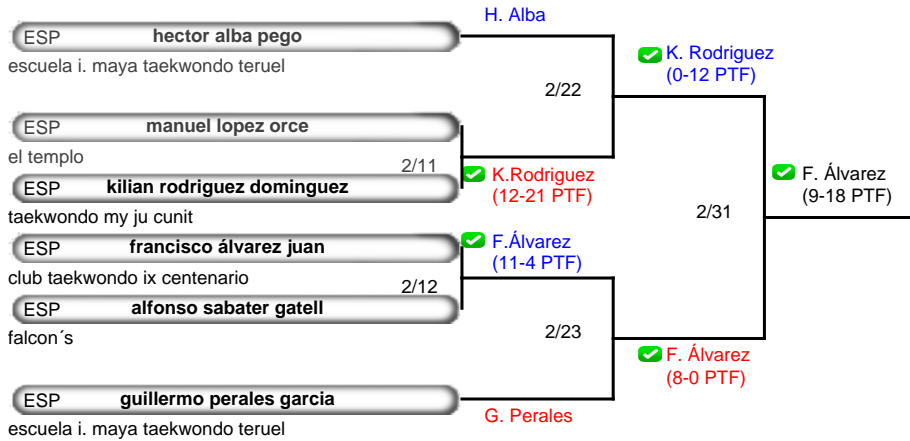 H. Alba
ESP hector alba pego
escuela i. maya taekwondo teruel
K. Rodriguez
(0-12 PTF)
2/22
ESP manuel lopez orce
el templo
2/11
K.Rodriguez
(12-21 PTF)
ESP kilian rodriguez dominguez
taekwondo my ju cunit
F. Álvarez
(9-18 PTF)
2/31
ESP francisco álvarez juan
club taekwondo ix centenario
F.Álvarez
(11-4 PTF)
2/12
ESP alfonso sabater gatell
falcon´s
2/23
F. Álvarez
(8-0 PTF)
ESP guillermo perales garcia
escuela i. maya taekwondo teruel
G. Perales